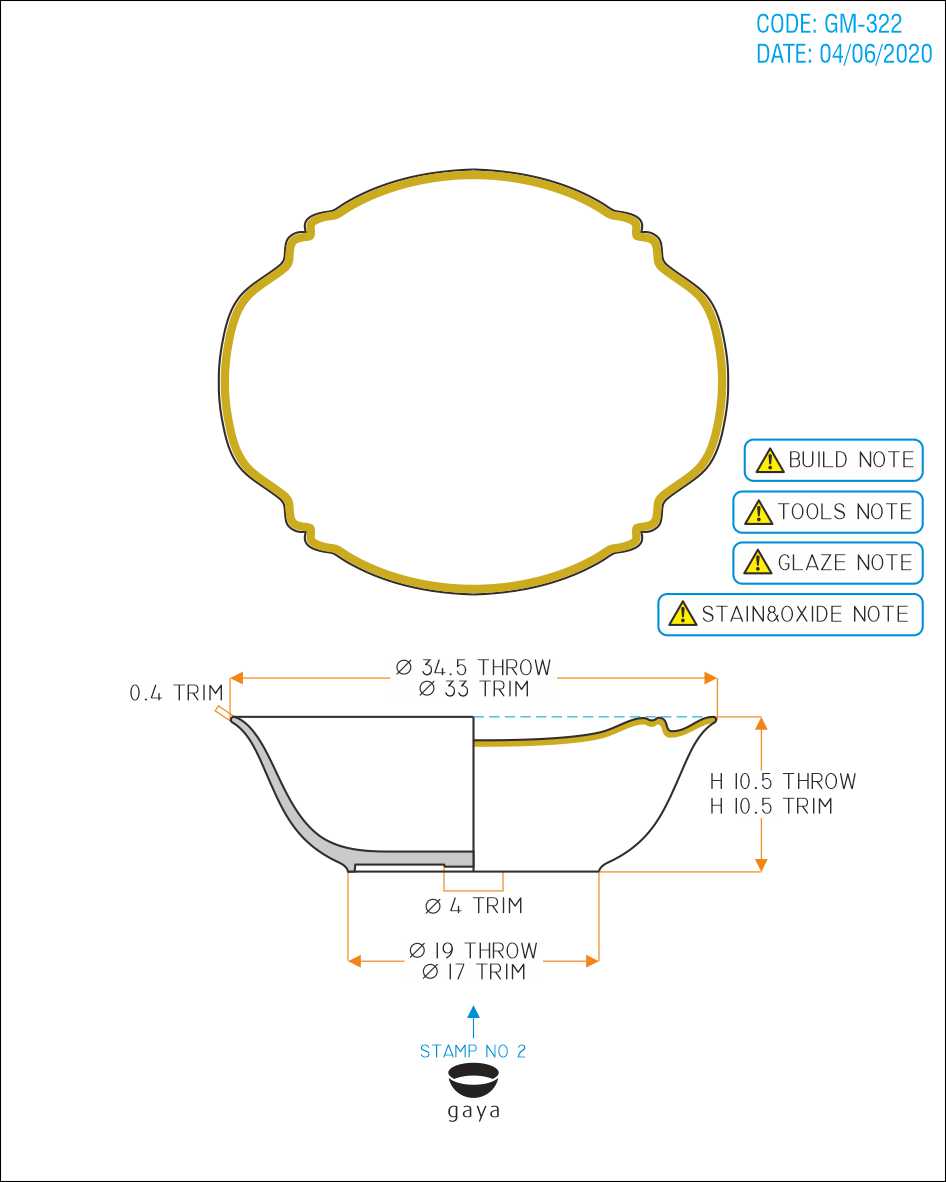 CODE: GM-322
DATE: 04/06/2020
BUILD NOTE
TOOLS NOTE
GLAZE NOTE
STAIN&OXIDE NOTE
Ø 34.5 THROW
Ø 33 TRIM
0.4 TRIM
H 10.5 THROW
H 10.5 TRIM
Ø 4 TRIM
Ø 19 THROW
Ø 17 TRIM
STAMP NO 2
gaya